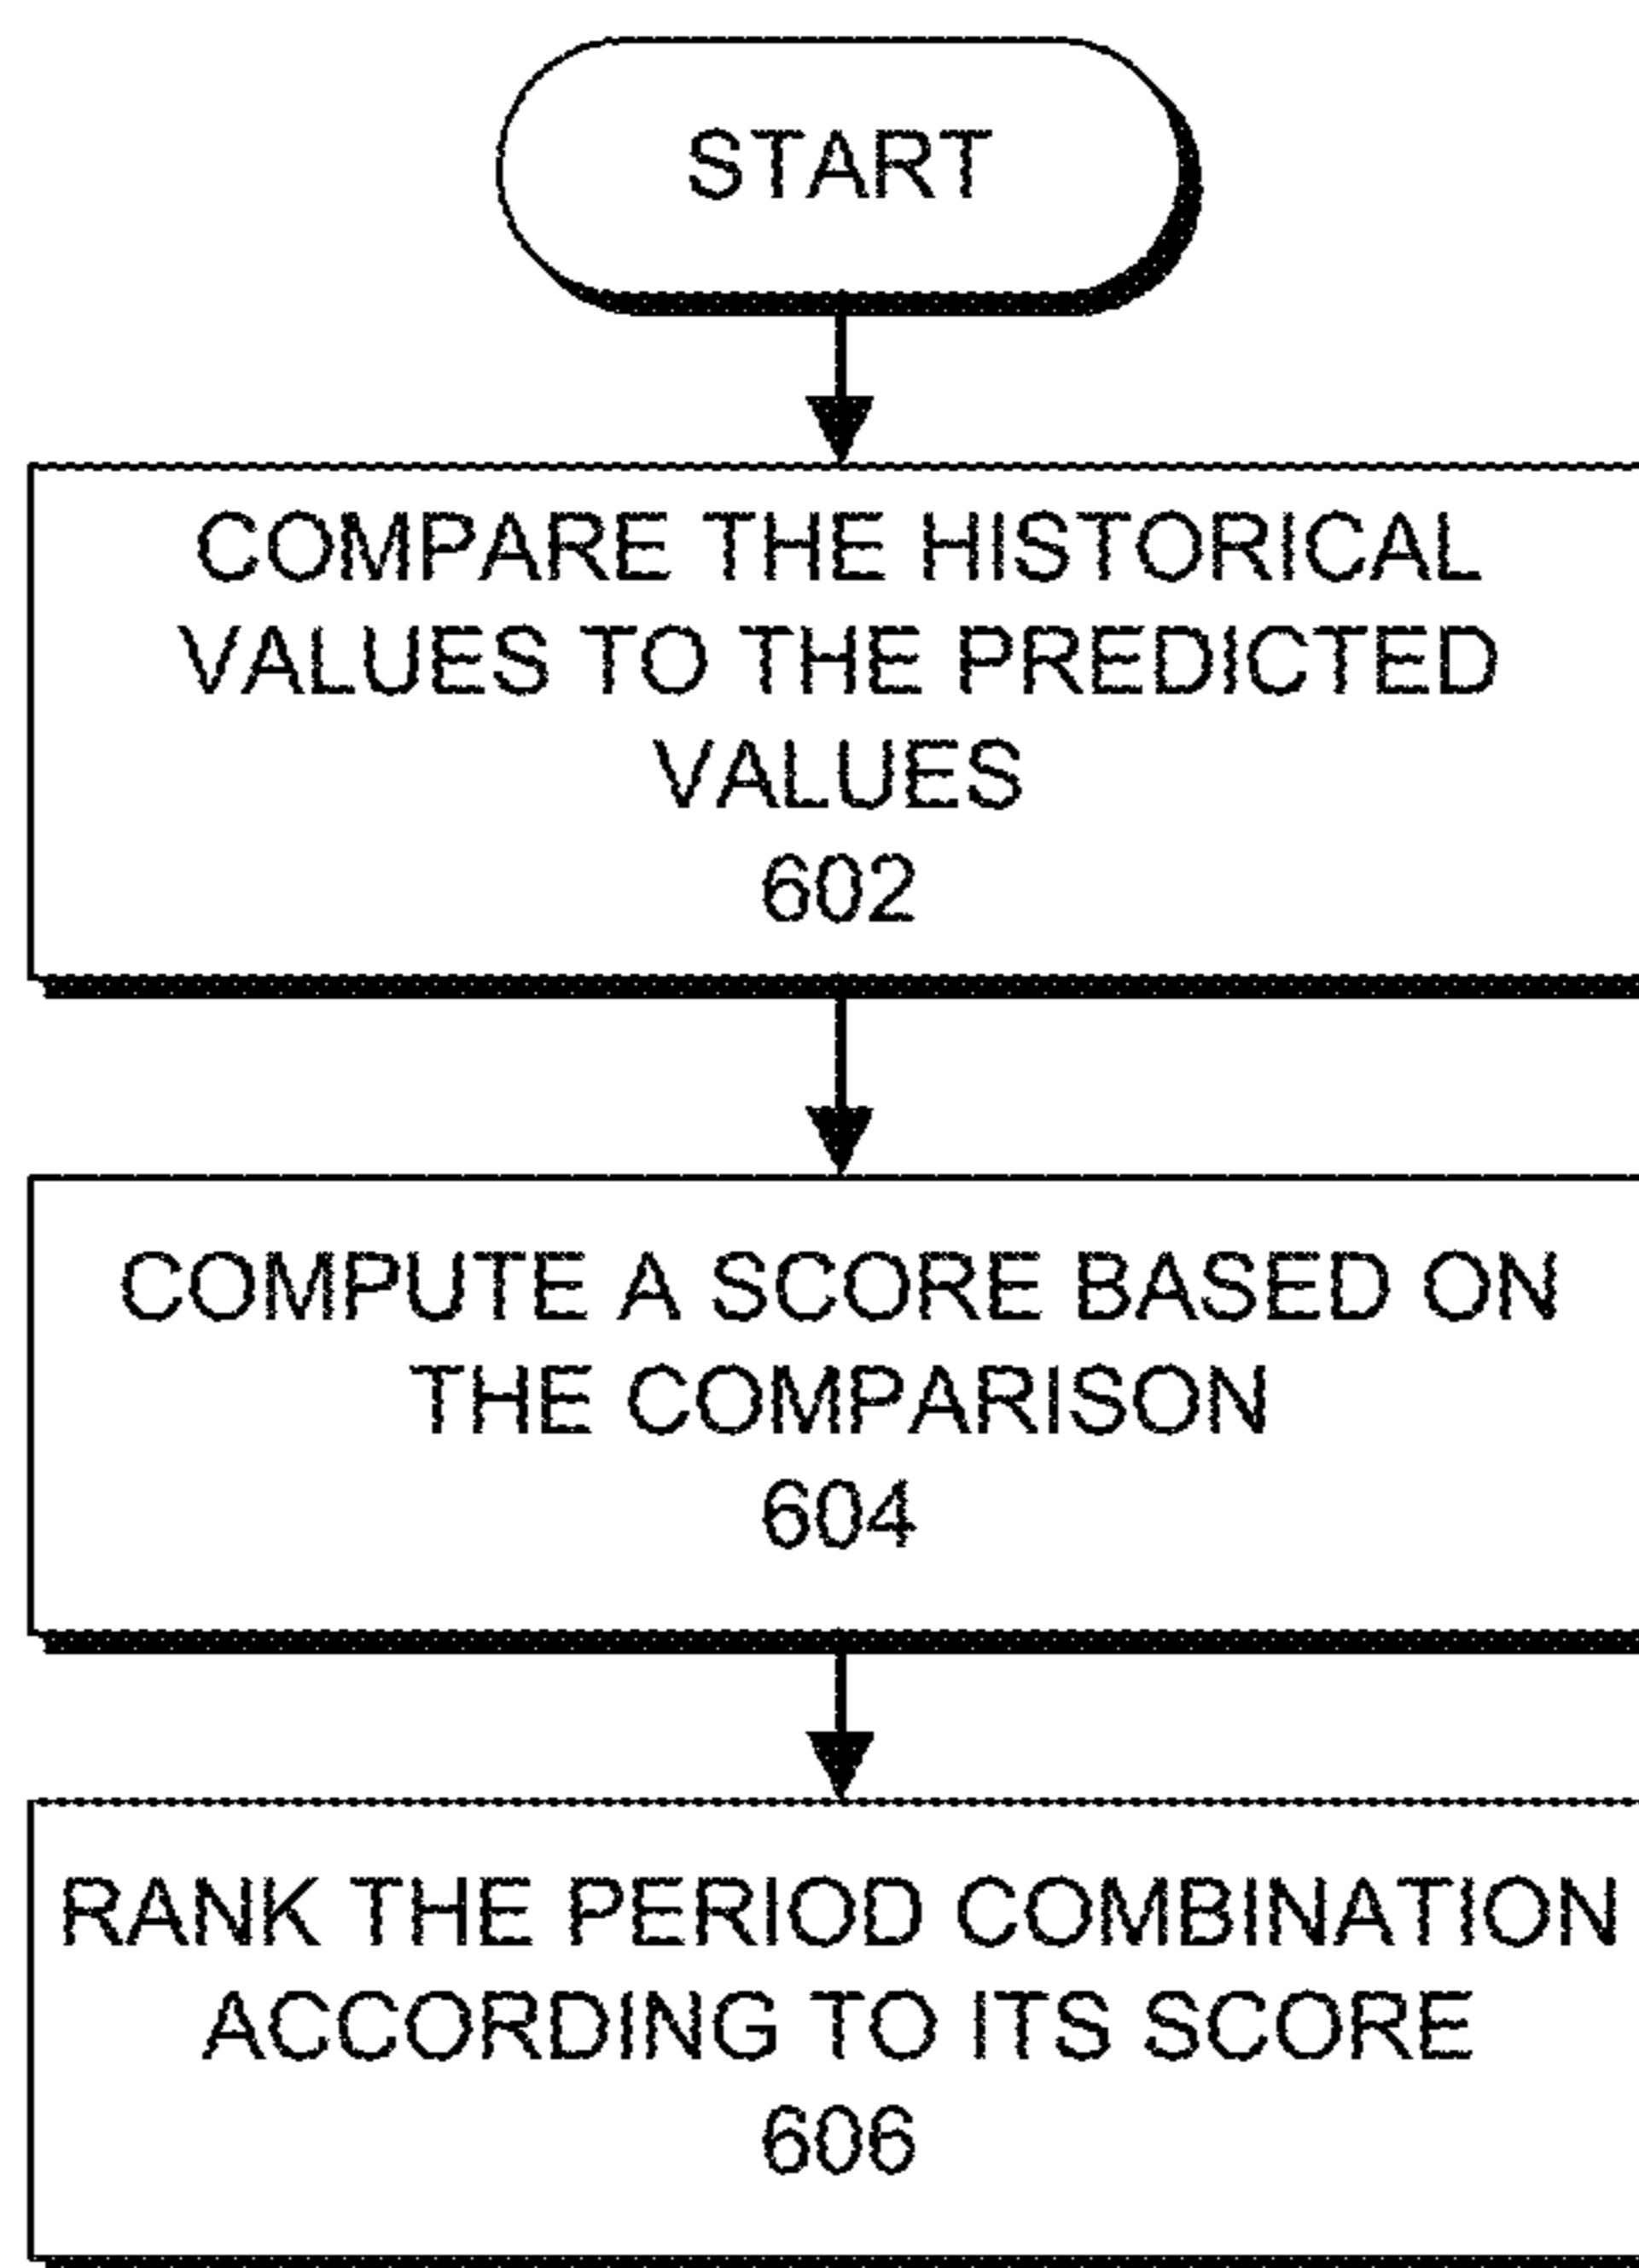 START
COMPARE THE HISTORICAL
VALUES TO THE PREDICTED
VALUES
602
COMPUTE A SCORE BASED ON
THE COMPARISON
604
RANK THE PERIOD COMBINATION
ACCORDING TO ITS SCORE
606